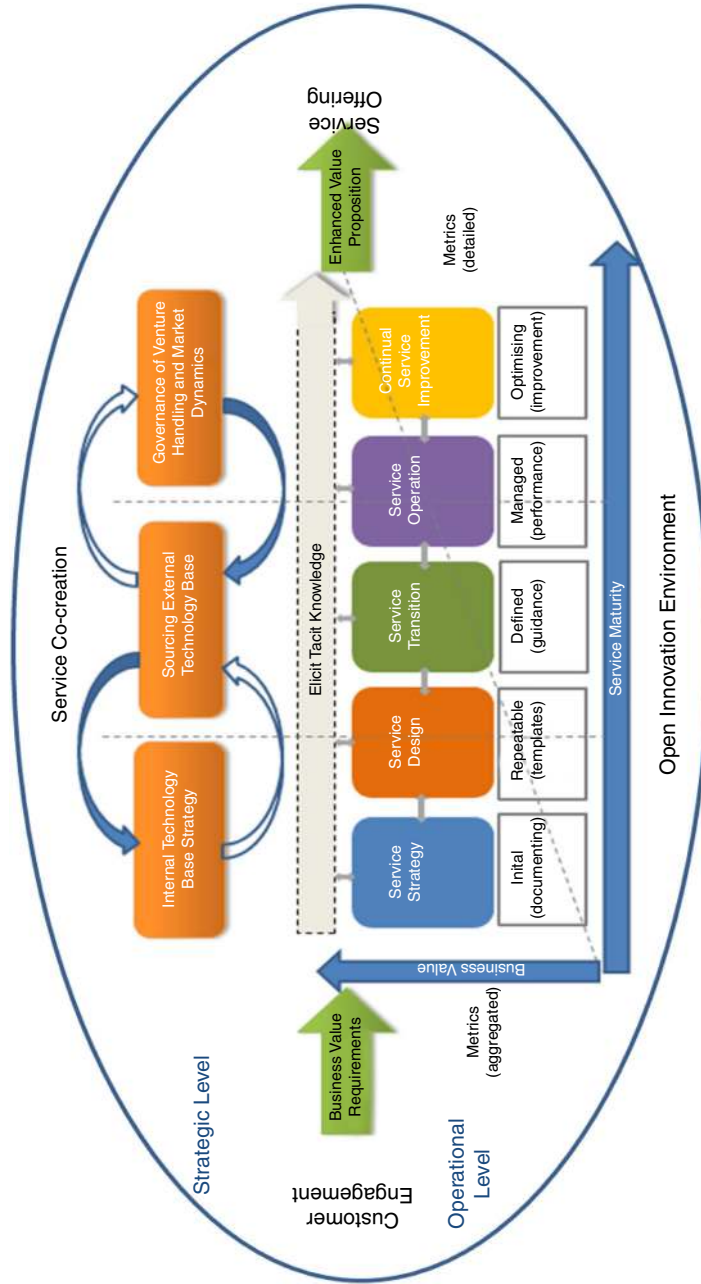 Service Co-creation
Strategic Level
Internal Technology
Base Strategy
Sourcing External
Technology Base
Governance of Venture
Handling and Market
Dynamics
Customer
Engagement
Business Value
Requirements
Elicit Tacit Knowledge
Enhanced Value
Proposition
Service
Offering
Operational
Level
Metrics
(aggregated)
Business Value
Service
Strategy
Service
Design
Service
Transition
Service
Operation
Continual
Service
Improvement
Metrics
(detailed)
Inital
(documenting)
Repeatable
(templates)
Defined
(guidance)
Managed
(performance)
Optimising
(improvement)
Service Maturity
Open Innovation Environment